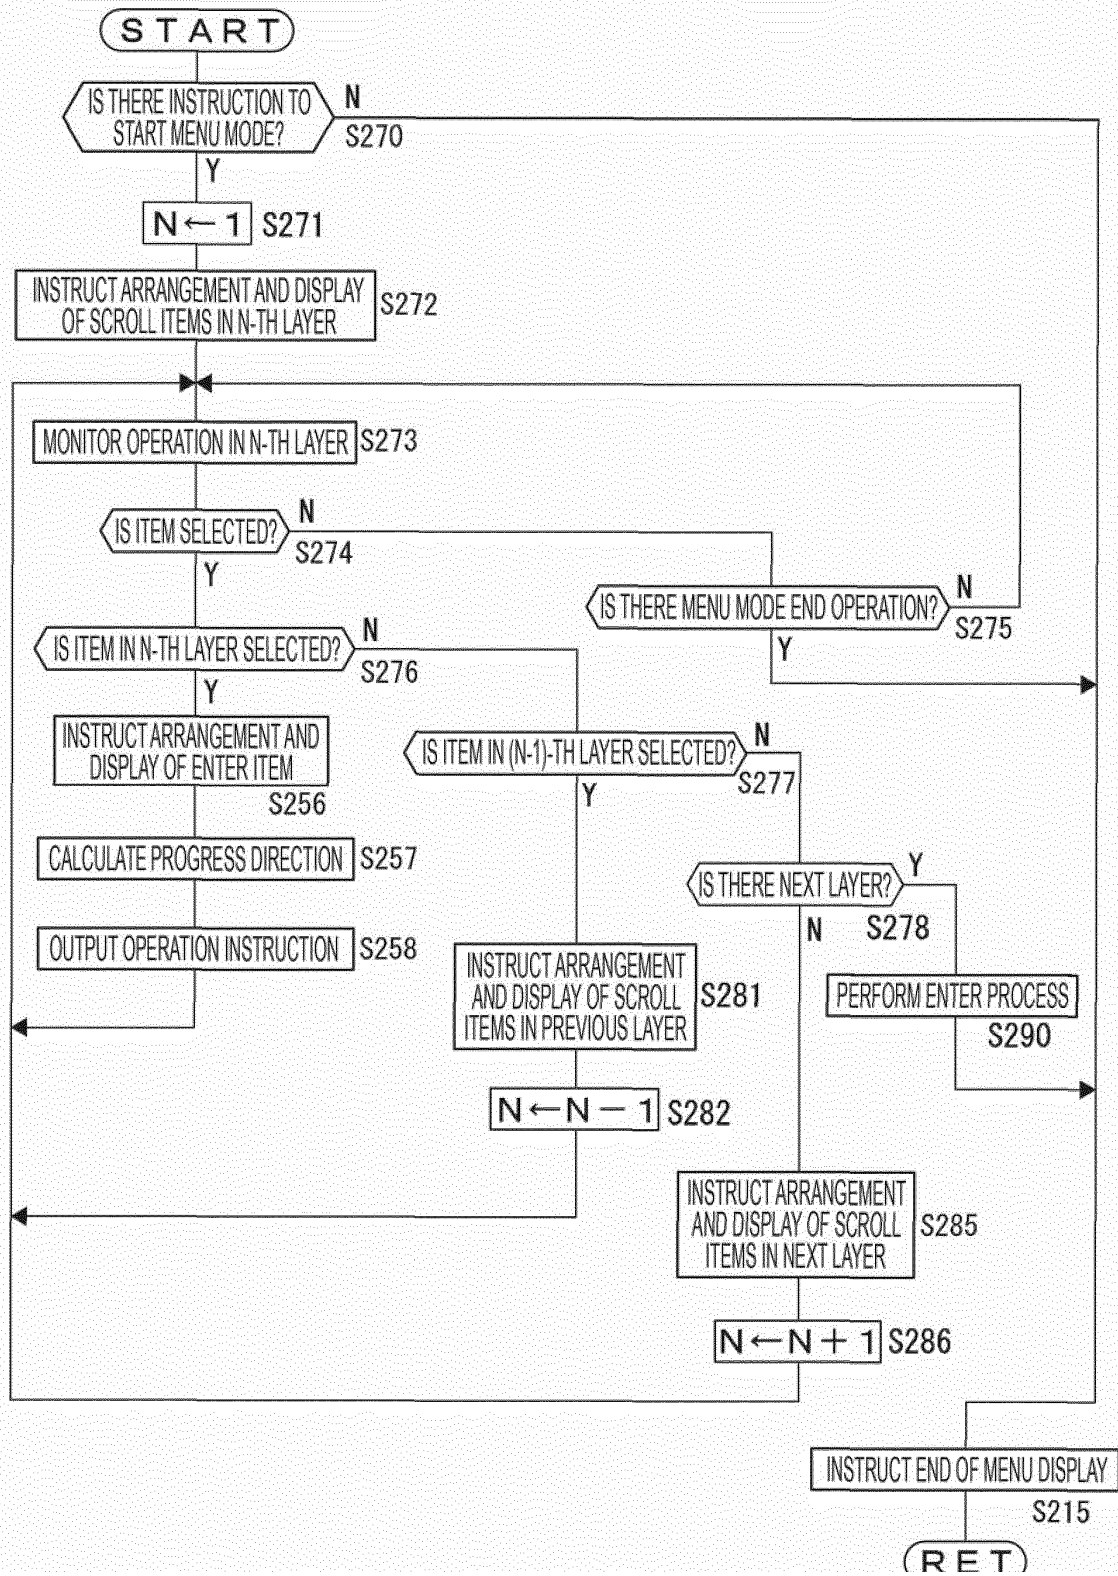 START
IS THERE INSTRUCTION TO
START MENU MODE?
N
S270
Y
N←1
S271
INSTRUCT ARRANGEMENT AND DISPLAY
OF SCROLL ITEMS IN N-TH LAYER
S272
MONITOR OPERATION IN N-TH LAYER
S273
IS ITEM SELECTED?
N
S274
Y
IS THERE MENU MODE END OPERATION?
N
S275
Y
IS ITEM IN N-TH LAYER SELECTED?
N
S276
Y
INSTRUCT ARRANGEMENT AND
DISPLAY OF ENTER ITEM
S256
IS ITEM IN (N-1)-TH LAYER SELECTED?
N
S277
Y
CALCULATE PROGRESS DIRECTION
S257
IS THERE NEXT LAYER?
Y
S278
N
OUTPUT OPERATION INSTRUCTION
S258
INSTRUCT ARRANGEMENT
AND DISPLAY OF SCROLL
ITEMS IN PREVIOUS LAYER
S281
PERFORM ENTER PROCESS
S290
N←N−1
S282
INSTRUCT ARRANGEMENT
AND DISPLAY OF SCROLL
ITEMS IN NEXT LAYER
S285
N←N+1
S286
INSTRUCT END OF MENU DISPLAY
S215
RET